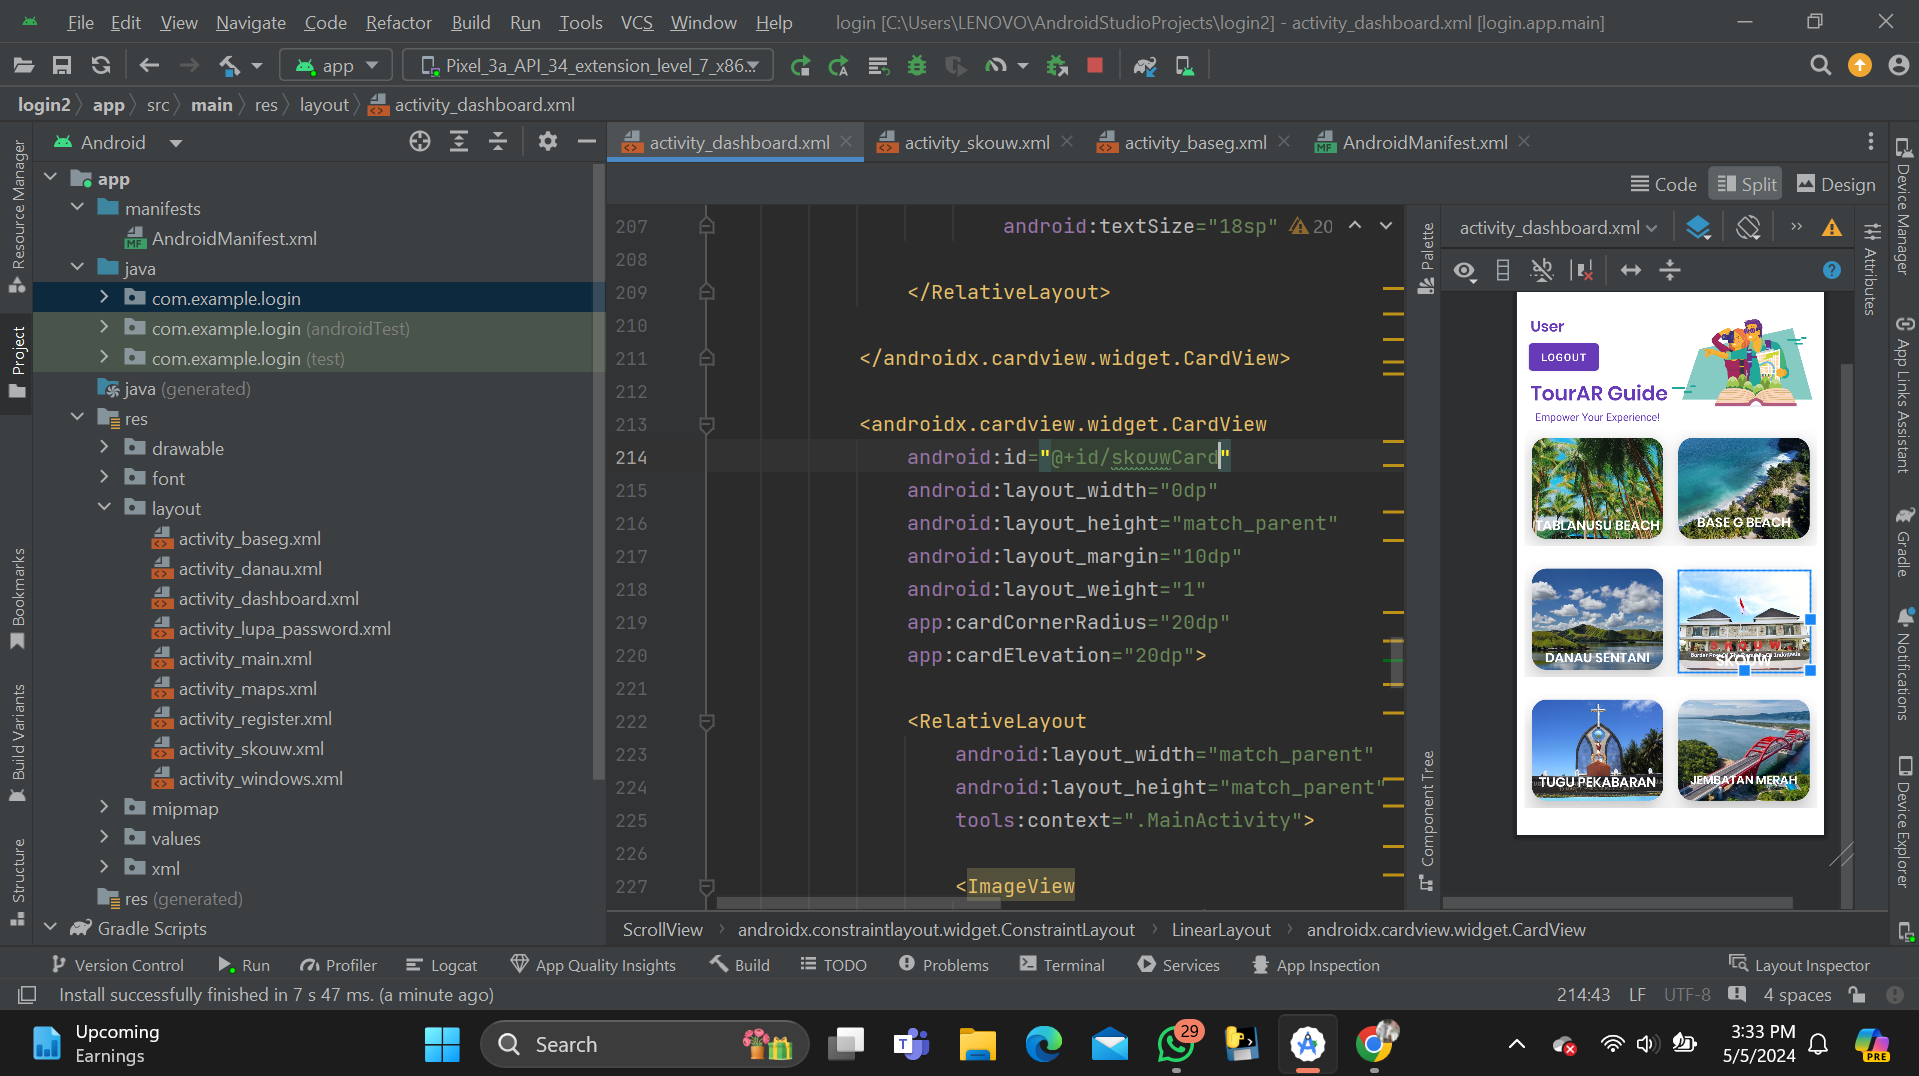 File Edit View Navigate Code Refactor Build Run Tools VCS Window Help login [C:\Users\LENOVO\AndroidStudioProjects\login2] - activity_dashboard.xml [login.app.main]
app Pixel_3a_API_34_extension_level_7_x86...
login2 app src main res layout activity_dashboard.xml
Android
activity_dashboard.xml activity_skouw.xml activity_baseg.xml AndroidManifest.xml
Code Split Design
Resource Manager
Project
Bookmarks
Build Variants
Structure
app
manifests
AndroidManifest.xml
java
com.example.login
com.example.login (androidTest)
com.example.login (test)
java (generated)
res
drawable
font
layout
activity_baseg.xml
activity_danau.xml
activity_dashboard.xml
activity_lupa_password.xml
activity_main.xml
activity_maps.xml
activity_register.xml
activity_skouw.xml
activity_windows.xml
mipmap
values
xml
res (generated)
Gradle Scripts
207 android:textSize="18sp" 20
208
209 </RelativeLayout>
210
211 </androidx.cardview.widget.CardView>
212
213 <androidx.cardview.widget.CardView
214 android:id="@+id/skouwCard"
215 android:layout_width="0dp"
216 android:layout_height="match_parent"
217 android:layout_margin="10dp"
218 android:layout_weight="1"
219 app:cardCornerRadius="20dp"
220 app:cardElevation="20dp">
221
222 <RelativeLayout
223 android:layout_width="match_parent"
224 android:layout_height="match_parent"
225 tools:context=".MainActivity">
226
227 <ImageView
ScrollView androidx.constraintlayout.widget.ConstraintLayout LinearLayout androidx.cardview.widget.CardView
Palette
Component Tree
activity_dashboard.xml
User
LOGOUT
TourAR Guide
Empower Your Experience!
TABLANUSU BEACH BASE G BEACH
DANAU SENTANI SKOUW
TUGU PEKABARAN JEMBATAN MERAH
Attributes
Device Manager
App Links Assistant
Gradle
Notifications
Device Explorer
Version Control Run Profiler Logcat App Quality Insights Build TODO Problems Terminal Services App Inspection Layout Inspector
Install successfully finished in 7 s 47 ms. (a minute ago) 214:43 LF UTF-8 4 spaces
Upcoming
Earnings
Search
29
3:33 PM
5/5/2024
PRE